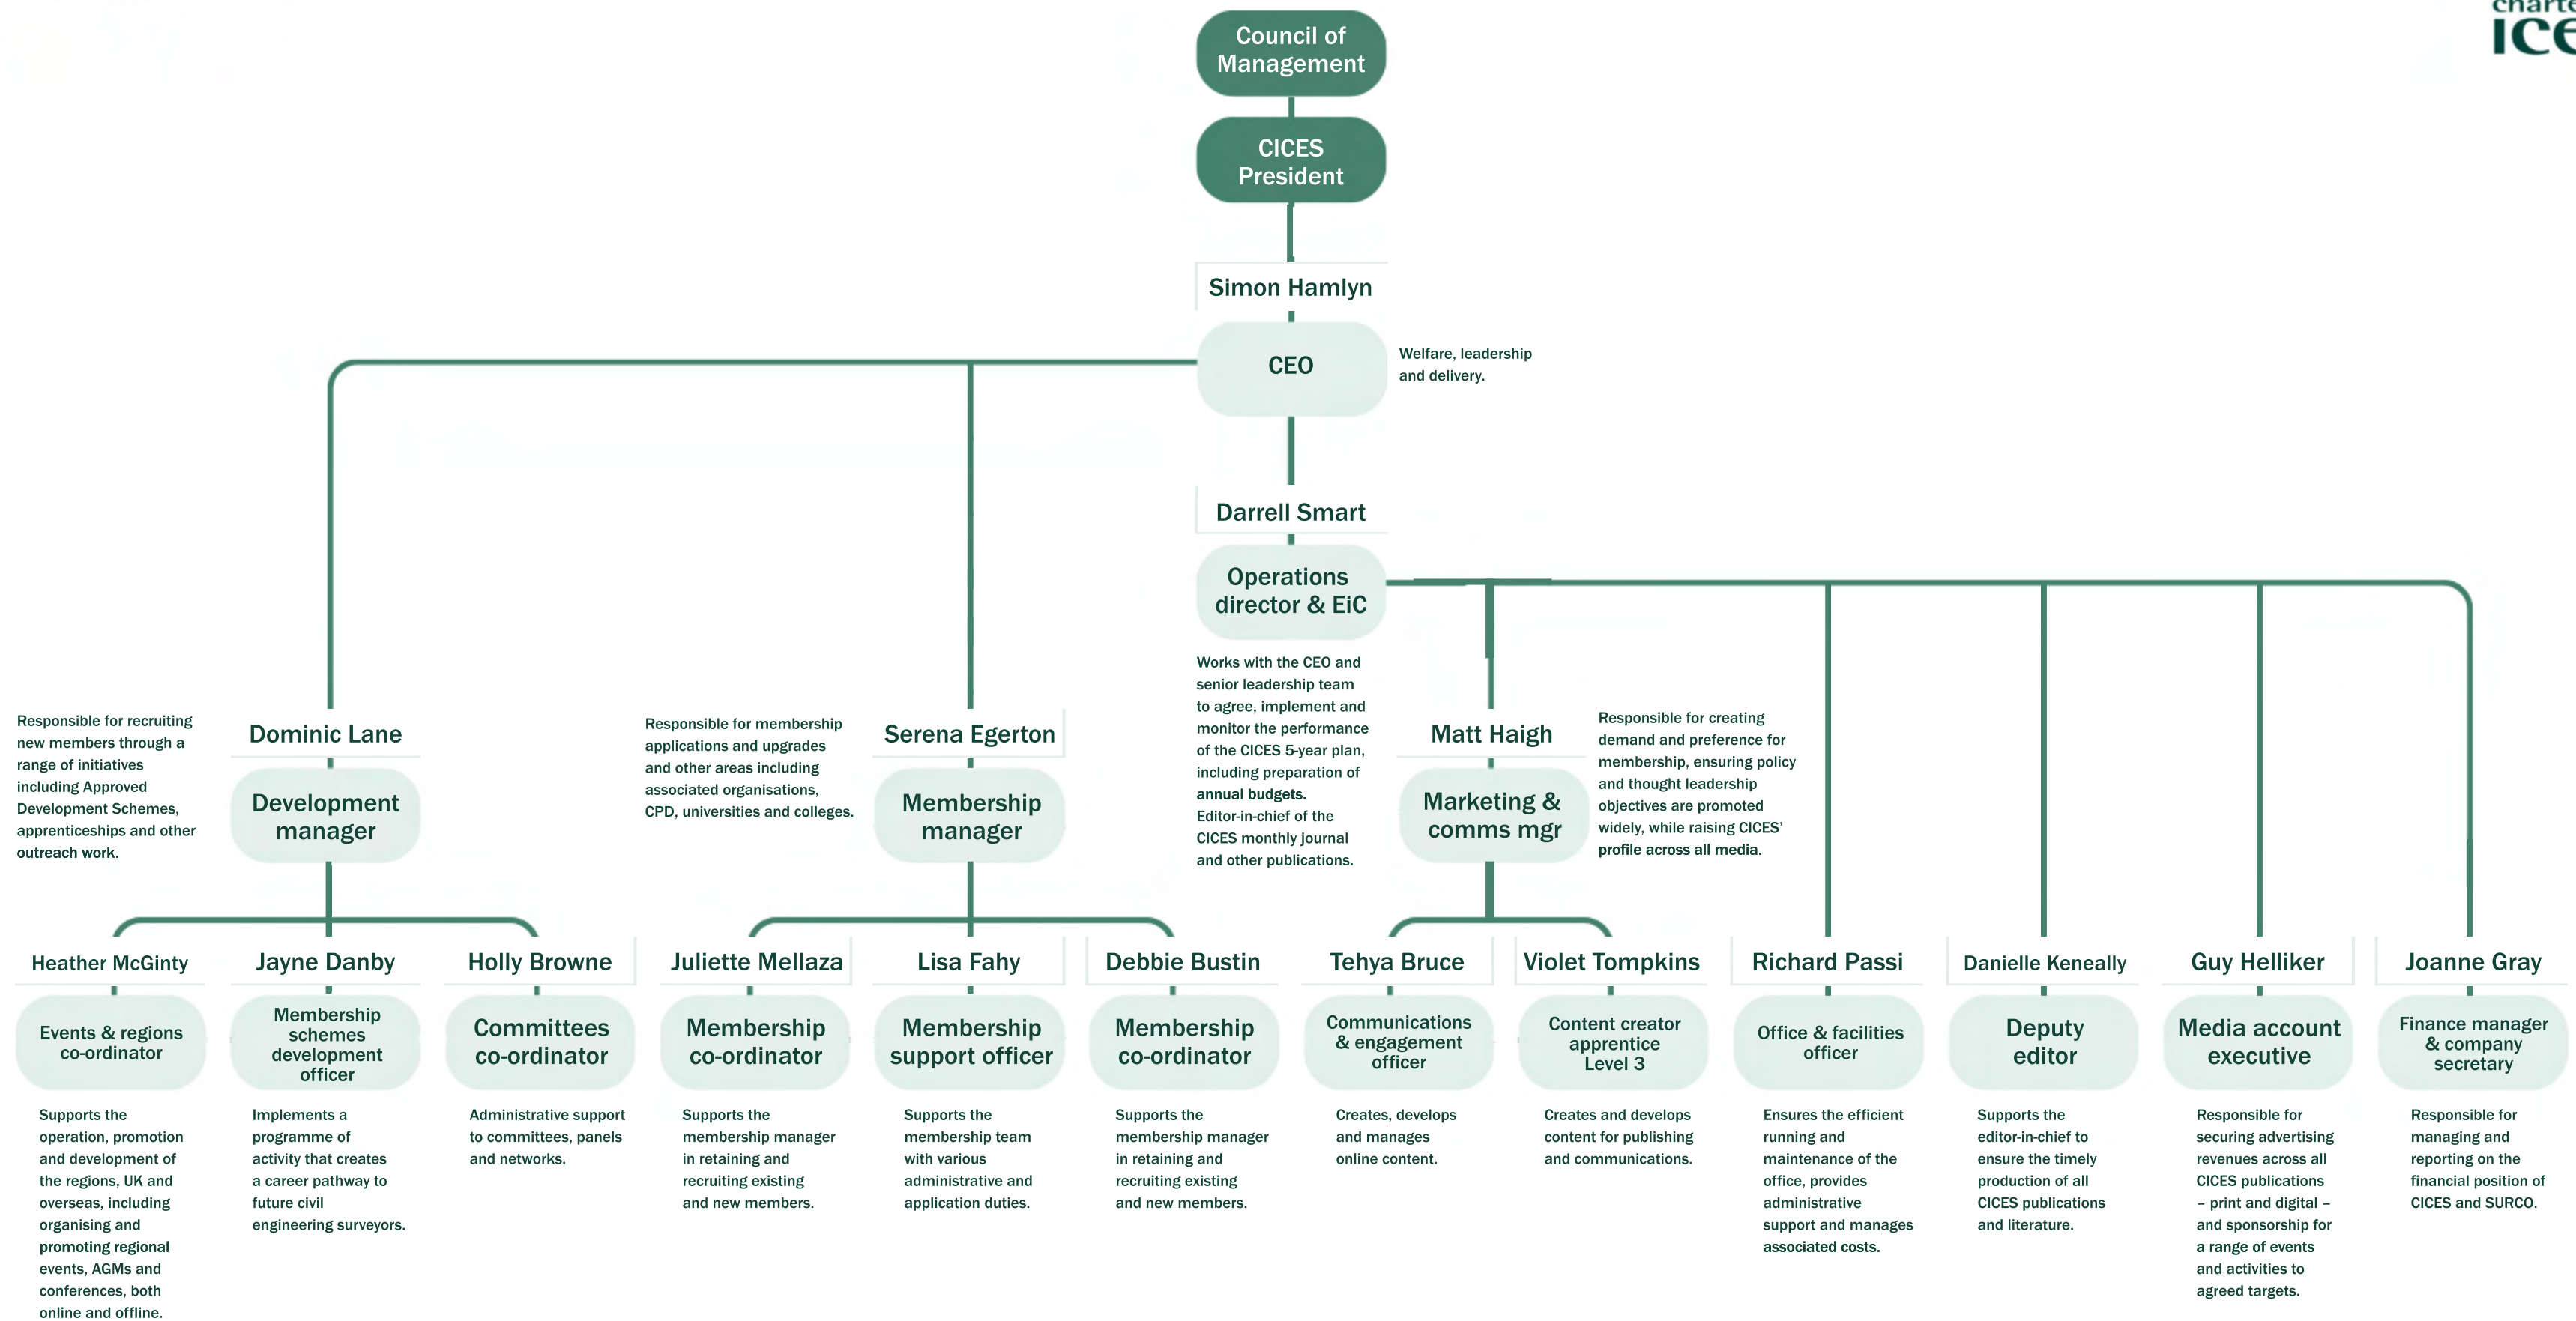 Council of
Management
CICES
President
Simon Hamlyn
CEO
Welfare, leadership
and delivery.
Darrell Smart
Operations
director & EiC
Works with the CEO and
senior leadership team
to agree, implement and
monitor the performance
of the CICES 5-year plan,
including preparation of
annual budgets.
Editor-in-chief of the
CICES monthly journal
and other publications.
Responsible for recruiting
new members through a
range of initiatives
including Approved
Development Schemes,
apprenticeships and other
outreach work.
Dominic Lane
Development
manager
Responsible for membership
applications and upgrades
and other areas including
associated organisations,
CPD, universities and colleges.
Serena Egerton
Membership
manager
Matt Haigh
Marketing &
comms mgr
Responsible for creating
demand and preference for
membership, ensuring policy
and thought leadership
objectives are promoted
widely, while raising CICES’
profile across all media.
Heather McGinty
Events & regions
co-ordinator
Supports the
operation, promotion
and development of
the regions, UK and
overseas, including
organising and
promoting regional
events, AGMs and
conferences, both
online and offline.
Jayne Danby
Membership
schemes
development
officer
Implements a
programme of
activity that creates
a career pathway to
future civil
engineering surveyors.
Holly Browne
Committees
co-ordinator
Administrative support
to committees, panels
and networks.
Juliette Mellaza
Membership
co-ordinator
Supports the
membership manager
in retaining and
recruiting existing
and new members.
Lisa Fahy
Membership
support officer
Supports the
membership team
with various
administrative and
application duties.
Debbie Bustin
Membership
co-ordinator
Supports the
membership manager
in retaining and
recruiting existing
and new members.
Tehya Bruce
Communications
& engagement
officer
Creates, develops
and manages
online content.
Violet Tompkins
Content creator
apprentice
Level 3
Creates and develops
content for publishing
and communications.
Richard Passi
Office & facilities
officer
Ensures the efficient
running and
maintenance of the
office, provides
administrative
support and manages
associated costs.
Danielle Keneally
Deputy
editor
Supports the
editor-in-chief to
ensure the timely
production of all
CICES publications
and literature.
Guy Helliker
Media account
executive
Responsible for
securing advertising
revenues across all
CICES publications
– print and digital –
and sponsorship for
a range of events
and activities to
agreed targets.
Joanne Gray
Finance manager
& company
secretary
Responsible for
managing and
reporting on the
financial position of
CICES and SURCO.